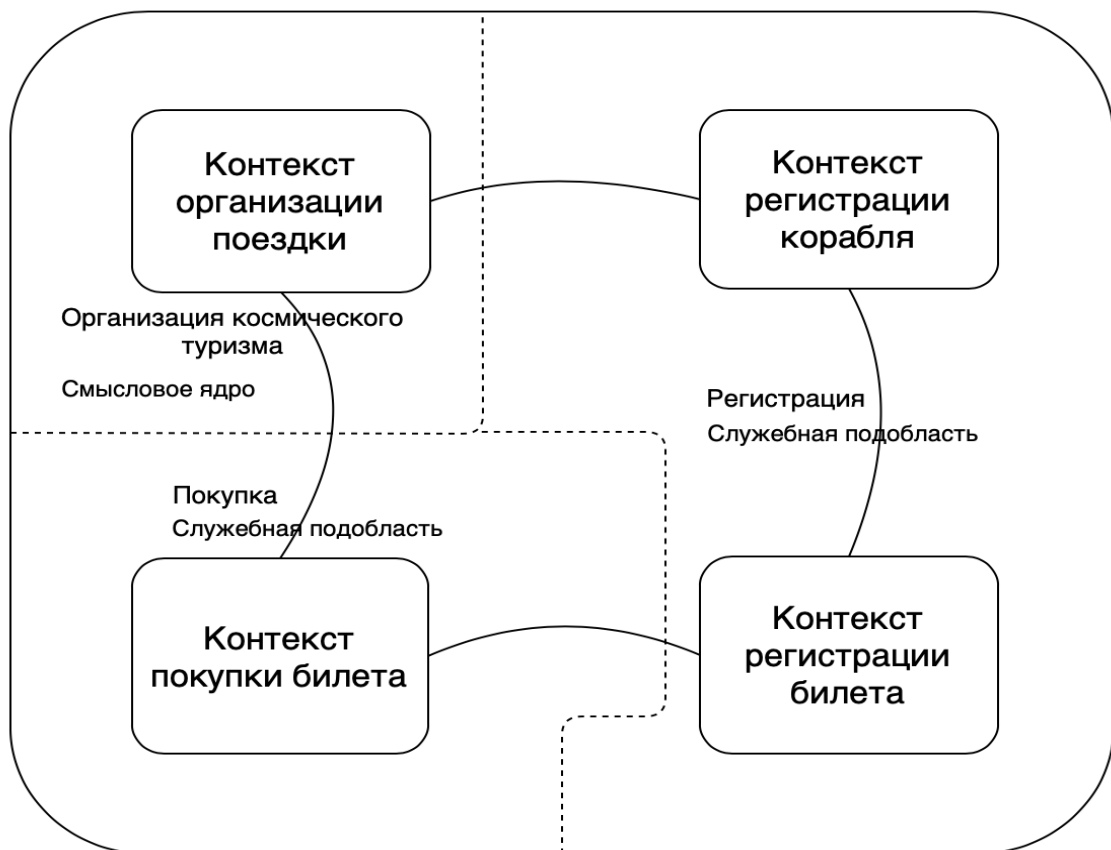 Контекст
организации
поездки
Контекст
регистрации
корабля
Организация космического
туризма
Смысловое ядро
Регистрация
Служебная подобласть
Покупка
Служебная подобласть
Контекст
покупки билета
Контекст
регистрации
билета